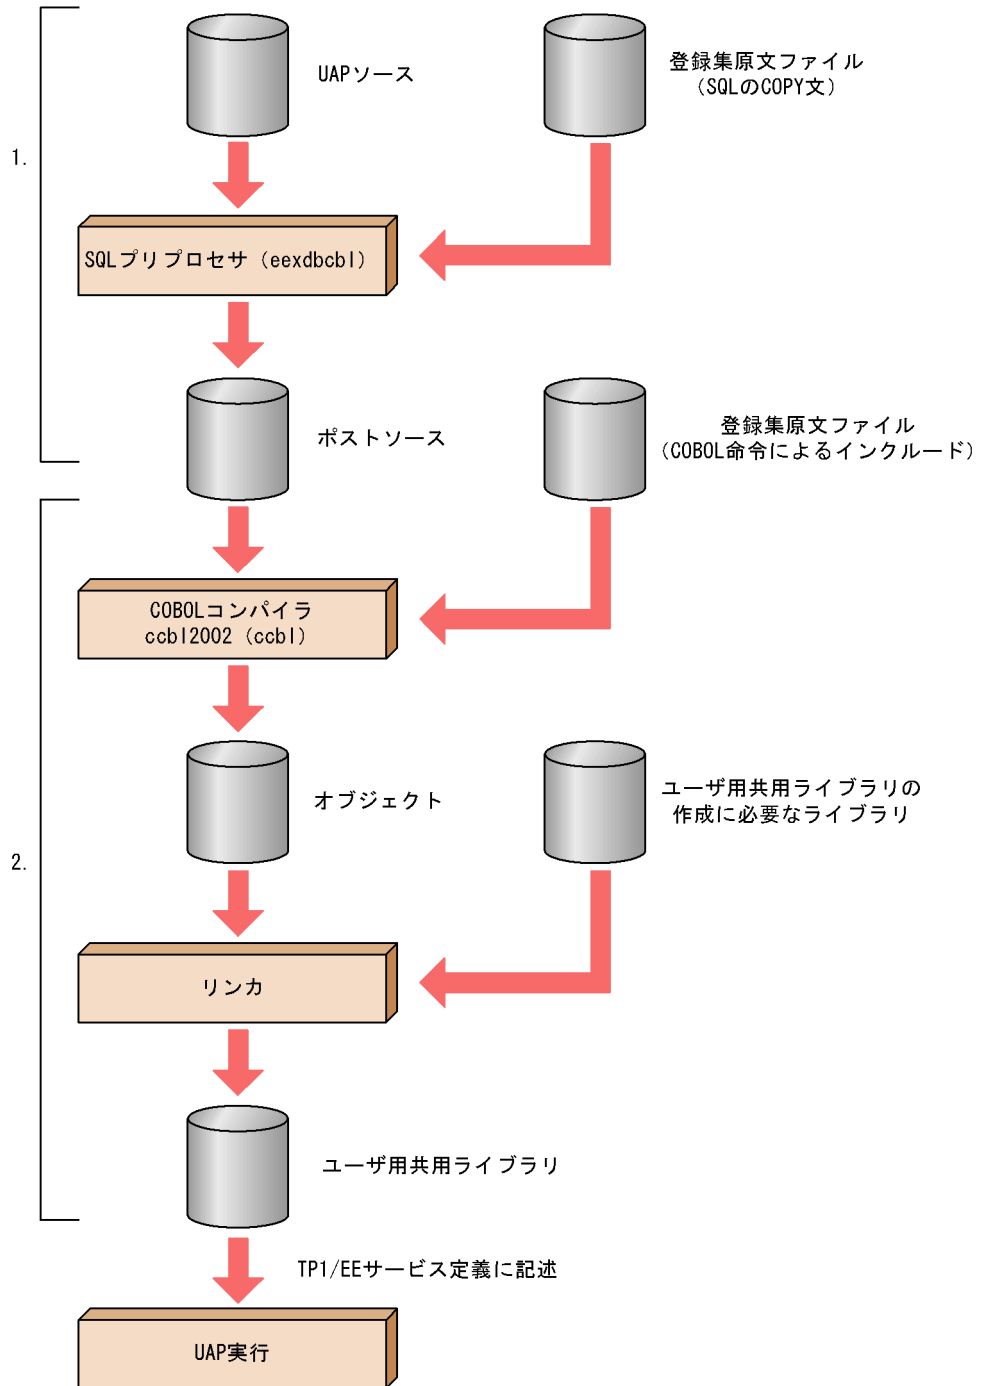 UAPソース
登録集原文ファイル
（SQLのCOPY文）
1.
SQLプリプロセサ（eexdbcbl）
ポストソース
登録集原文ファイル
（COBOL命令によるインクルード）
COBOLコンパイラ
ccbl2002（ccbl）
オブジェクト
ユーザ用共用ライブラリの
作成に必要なライブラリ
2.
リンカ
ユーザ用共用ライブラリ
TP1/EEサービス定義に記述
UAP実行